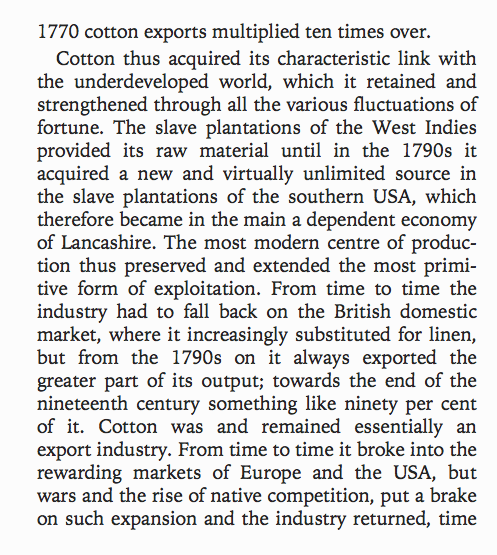 1770 cotton exports multiplied ten times over.
Cotton thus acquired its characteristic link with
the underdeveloped world, which it retained and
strengthened through all the various fluctuations of
fortune. The slave plantations of the West Indies
provided its raw material until in the 1790s it
acquired a new and virtually unlimited source in
the slave plantations of the southern USA, which
therefore became in the main a dependent economy
of Lancashire. The most modern centre of produc-
tion thus preserved and extended the most primi-
tive form of exploitation. From time to time the
industry had to fall back on the British domestic
market, where it increasingly substituted for linen,
but from the 1790s on it always exported the
greater part of its output; towards the end of the
nineteenth century something like ninety per cent
of it. Cotton was and remained essentially an
export industry. From time to time it broke into the
rewarding markets of Europe and the USA, but
wars and the rise of native competition, put a brake
on such expansion and the industry returned, time